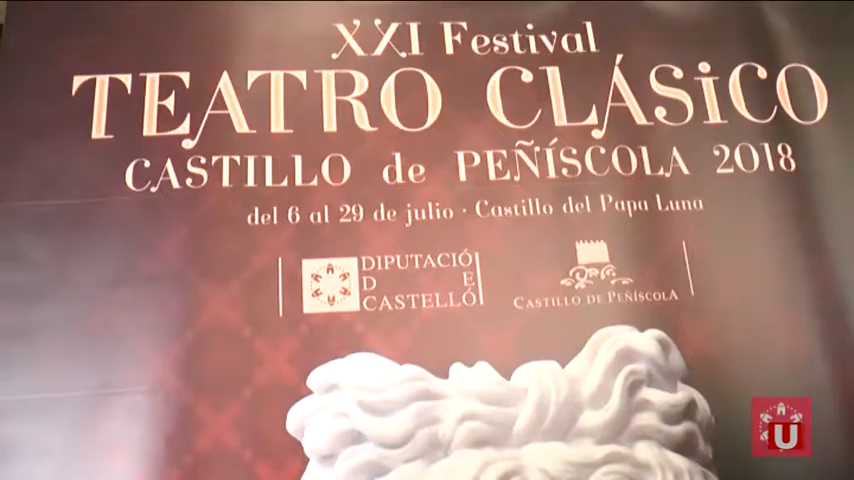 XXI Festival
TEATRO CLÁSICO
CASTILLO de PEÑÍSCOLA 2018
del 6 al 29 de julio · Castillo del Papa Luna
DIPUTACIÓ
D E
CASTELLÓ
CASTILLO DE PEÑÍSCOLA
U